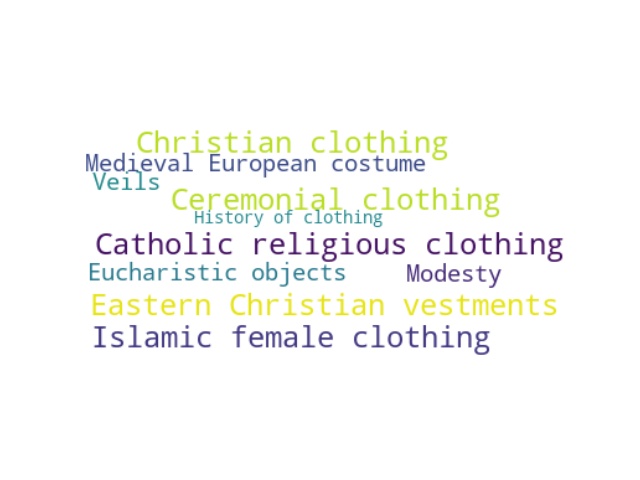 Christian clothing
Medieval European costume
Veils
Ceremonial clothing
History of clothing
Catholic religious clothing
Eucharistic objects
Modesty
Eastern Christian vestments
Islamic female clothing